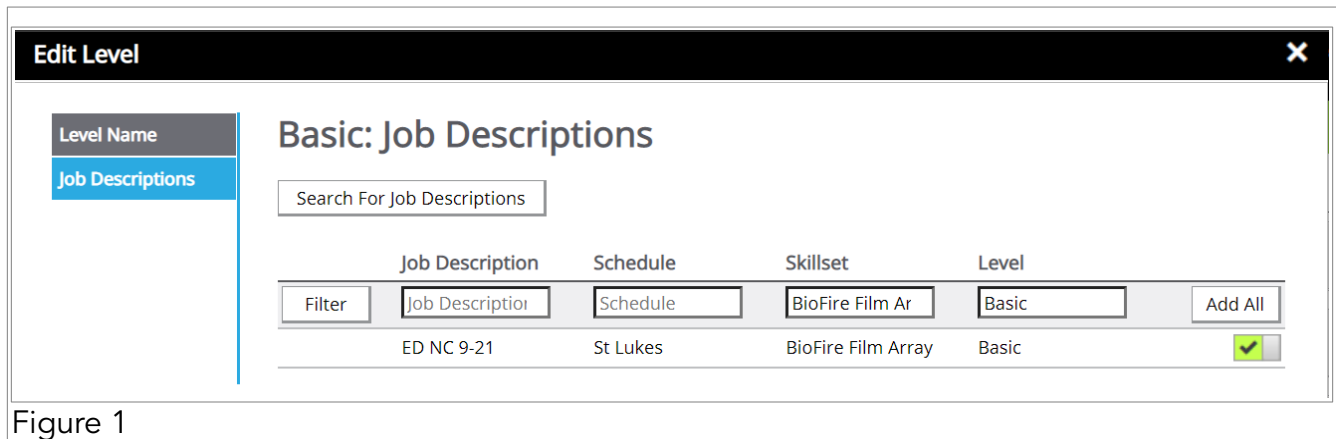 Edit Level
Level Name
Job Descriptions
Basic: Job Descriptions
Search For Job Descriptions
Job Description Schedule Skillset Level
Filter Job Description Schedule BioFire Film Ar Basic Add All
ED NC 9-21 St Lukes BioFire Film Array Basic
Figure 1